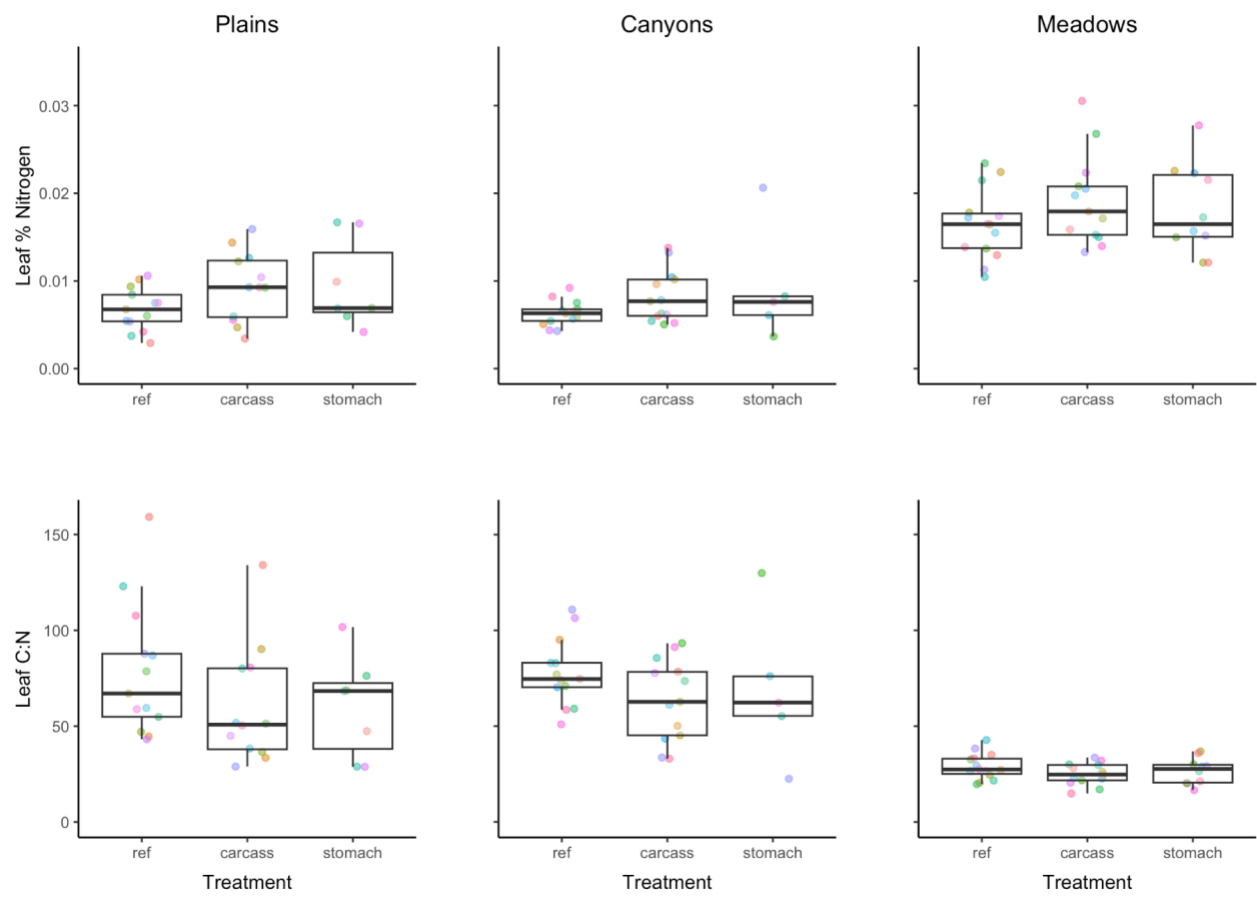 Plains Canyons Meadows
Leaf % Nitrogen
0.03
0.02
0.01
0.00
ref carcass stomach ref carcass stomach ref carcass stomach
Leaf C:N
150
100
50
0
ref carcass stomach ref carcass stomach ref carcass stomach
Treatment Treatment Treatment